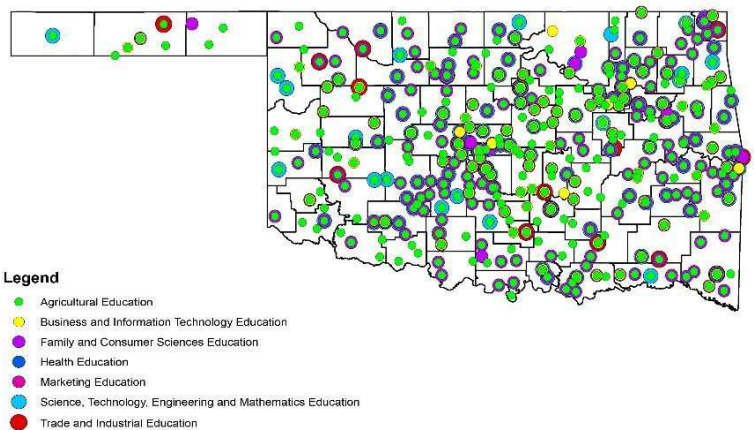 Legend
Agricultural Education
Business and Information Technology Education
Family and Consumer Sciences Education
Health Education
Marketing Education
Science, Technology, Engineering and Mathematics Education
Trade and Industrial Education